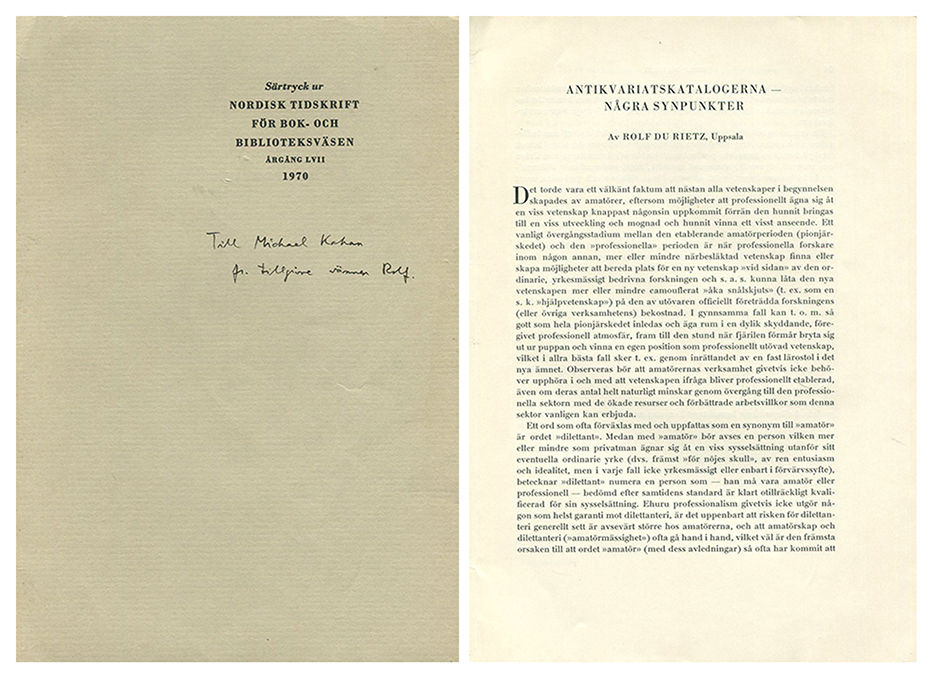 Särtryck ur
NORDISK TIDSKRIFT
FÖR BOK- OCH
BIBLIOTEKSVÄSEN
ÅRGÅNG LVII
1970
Till Michael Kahan
fr. tillgivne vännen Rolf.
ANTIKVARIATSKATALOGERNA —
NÅGRA SYNPUNKTER
Av ROLF DU RIETZ, Uppsala
Det torde vara ett välkänt faktum att nästan alla vetenskaper i begynnelsen
skapades av amatörer, eftersom möjligheter att professionellt ägna sig åt
en viss vetenskap knappast någonsin uppkommit förrän den hunnit bringas
till en viss utveckling och mognad och hunnit vinna ett visst anseende. Ett
vanligt övergångsstadium mellan den etablerande amatörperioden (pionjär-
skedet) och den »professionella» perioden är när professionella forskare
inom någon annan, mer eller mindre närbesläktad vetenskap finna eller
skapa möjligheter att bereda plats för en ny vetenskap »vid sidan» av den or-
dinarie, yrkesmässigt bedrivna forskningen och s. a. s. kunna låta den nya
vetenskapen mer eller mindre camouflerat »åka snålskjuts» (t. ex. som en
s. k. »hjälpvetenskap») på den av utövaren officiellt företrädda forskningens
(eller övriga verksamhetens) bekostnad. I gynnsamma fall kan t. o. m. så
gott som hela pionjärskedet inledas och äga rum i en dylik skyddande, före-
givet professionell atmosfär, fram till den stund när fjärilen förmår bryta sig
ut ur puppan och vinna en egen position som professionellt utövad vetenskap,
vilket i allra bästa fall sker t. ex. genom inrättandet av en fast lärostol i det
nya ämnet. Observeras bör att amatörernas verksamhet givetvis icke behö-
ver upphöra i och med att vetenskapen ifråga bliver professionellt etablerad,
även om deras antal helt naturligt minskar genom övergång till den professio-
nella sektorn med de ökade resurser och förbättrade arbetsvillkor som denna
sektor vanligen kan erbjuda.
Ett ord som ofta förväxlas med och uppfattas som en synonym till »amatör»
är ordet »dilettant». Medan med »amatör» bör avses en person vilken mer
eller mindre som privatman ägnar sig åt en viss sysselsättning utanför sitt
eventuella ordinarie yrke (dvs. främst »för nöjes skull», av ren entusiasm
och idealitet, men i varje fall icke yrkesmässigt eller enbart i förvärvssyfte),
betecknar »dilettant» numera en person som — han må vara amatör eller
professionell — bedömd efter samtidens standard är klart otillräckligt kvali-
ficerad för sin sysselsättning. Ehuru professionalism givetvis icke utgör nå-
gon som helst garanti mot dilettanteri, är det uppenbart att risken för dilettan-
teri generellt sett är avsevärt större hos amatörerna, och att amatörskap och
dilettanteri (»amatörmässighet») ofta gå hand i hand, vilket väl är den främsta
orsaken till att ordet »amatör» (med dess avledningar) så ofta har kommit att